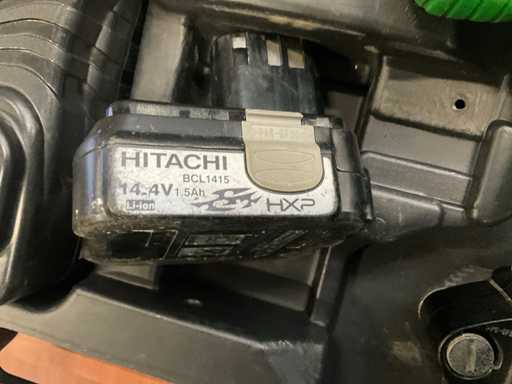 HITACHI
BCL1415
14.4V 1.5Ah
Li-ion
HXP